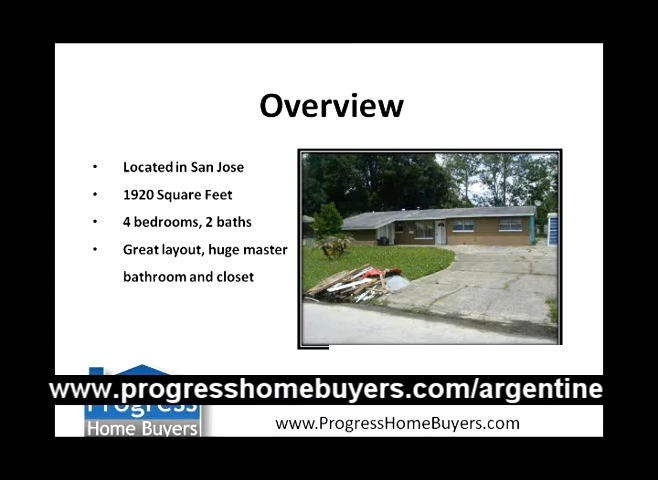 Overview
• Located in San Jose
• 1920 Square Feet
• 4 bedrooms, 2 baths
• Great layout, huge master
bathroom and closet
www.progresshomebuyers.com/argentine
Progress
Home Buyers
www.ProgressHomeBuyers.com